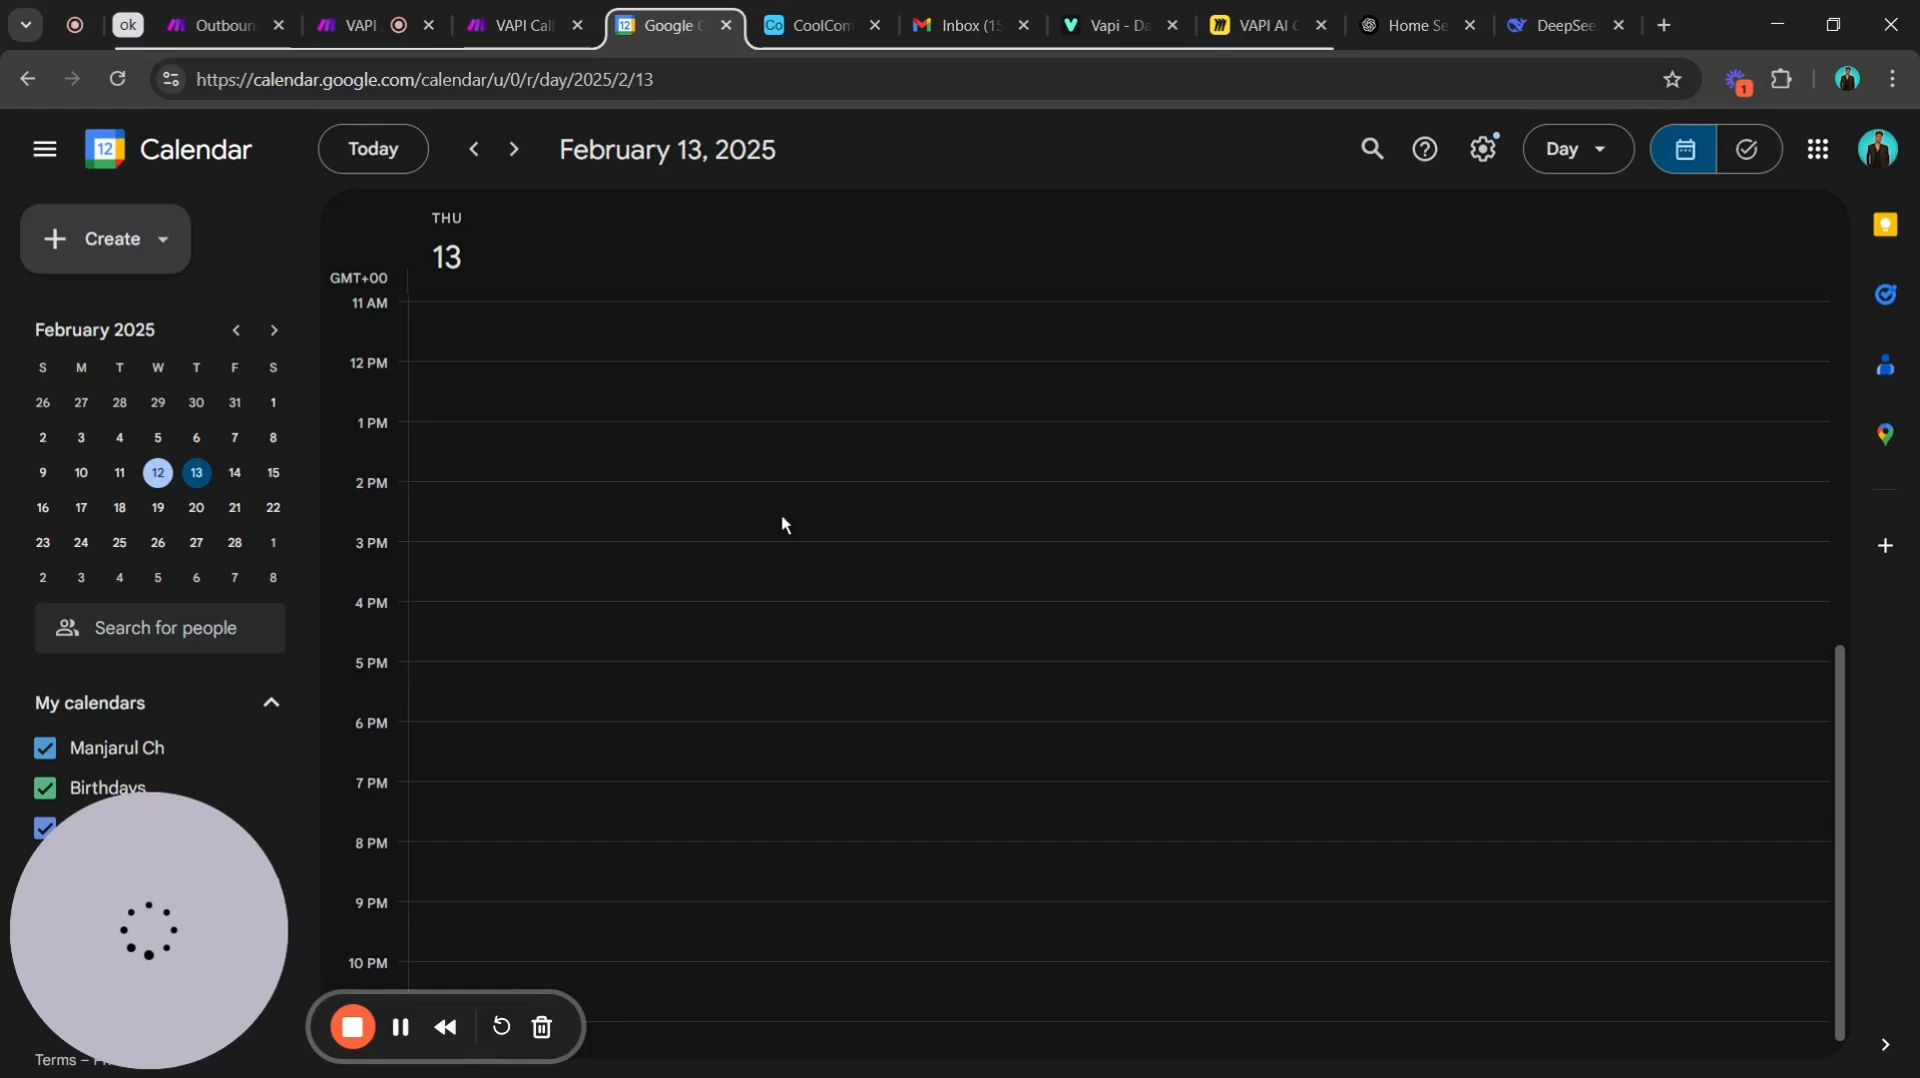 ok
Outboun
VAPI
VAPI Call
Google C
CoolCom
Inbox (15
Vapi - Da
VAPI AI C
Home Se
DeepSee
https://calendar.google.com/calendar/u/0/r/day/2025/2/13
1
12
Calendar
Today
February 13, 2025
Day
Create
THU
13
GMT+00
11 AM
12 PM
1 PM
2 PM
3 PM
4 PM
5 PM
6 PM
7 PM
8 PM
9 PM
10 PM
February 2025
S M T W T F S
26 27 28 29 30 31 1
2 3 4 5 6 7 8
9 10 11 12 13 14 15
16 17 18 19 20 21 22
23 24 25 26 27 28 1
2 3 4 5 6 7 8
Search for people
My calendars
Manjarul Ch
Birthdays
Terms –